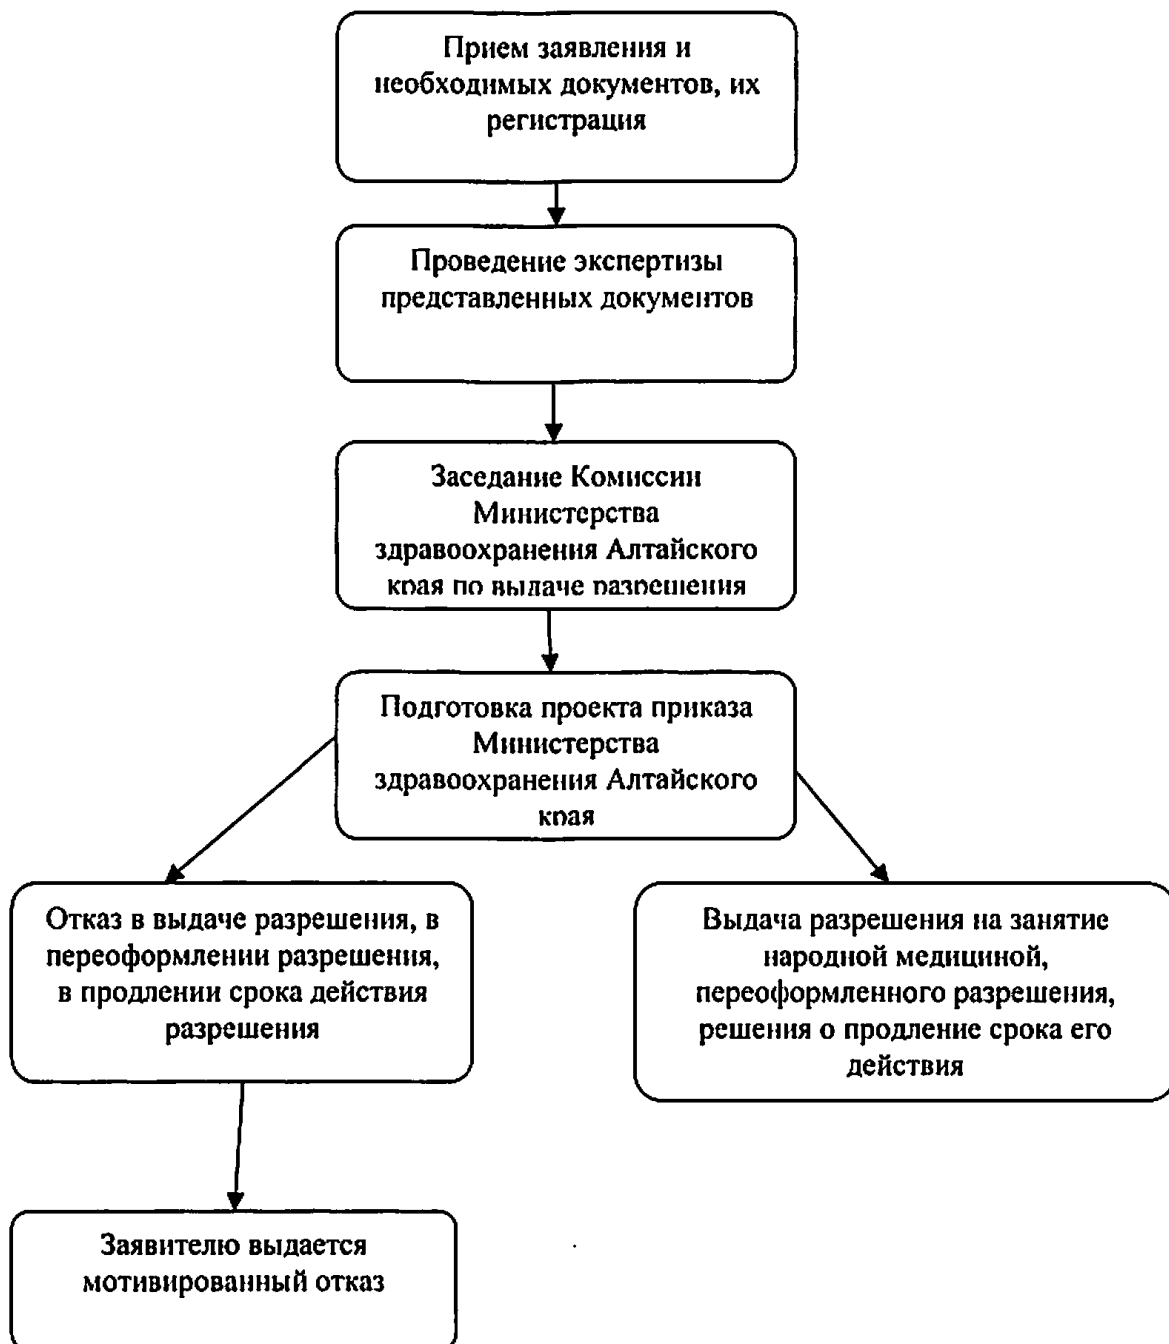 Прием заявления и
необходимых документов, их
регистрация
Проведение экспертизы
представленных документов
Заседание Комиссии
Министерства
здравоохранения Алтайского
края по выдаче разрешения
Подготовка проекта приказа
Министерства
здравоохранения Алтайского
края
Отказ в выдаче разрешения, в
переоформлении разрешения,
в продлении срока действия
разрешения
Выдача разрешения на занятие
народной медициной,
переоформленного разрешения,
решения о продление срока его
действия
Заявителю выдается
мотивированный отказ